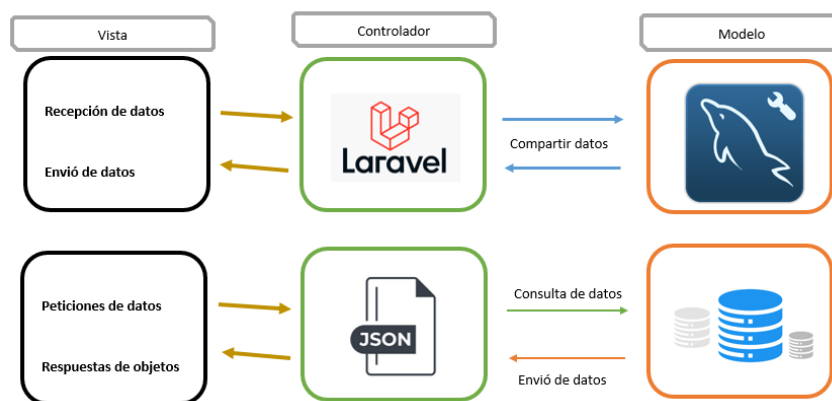 Vista
Controlador
Modelo
Recepción de datos
Envió de datos
Laravel
Compartir datos
Peticiones de datos
Respuestas de objetos
JSON
Consulta de datos
Envió de datos